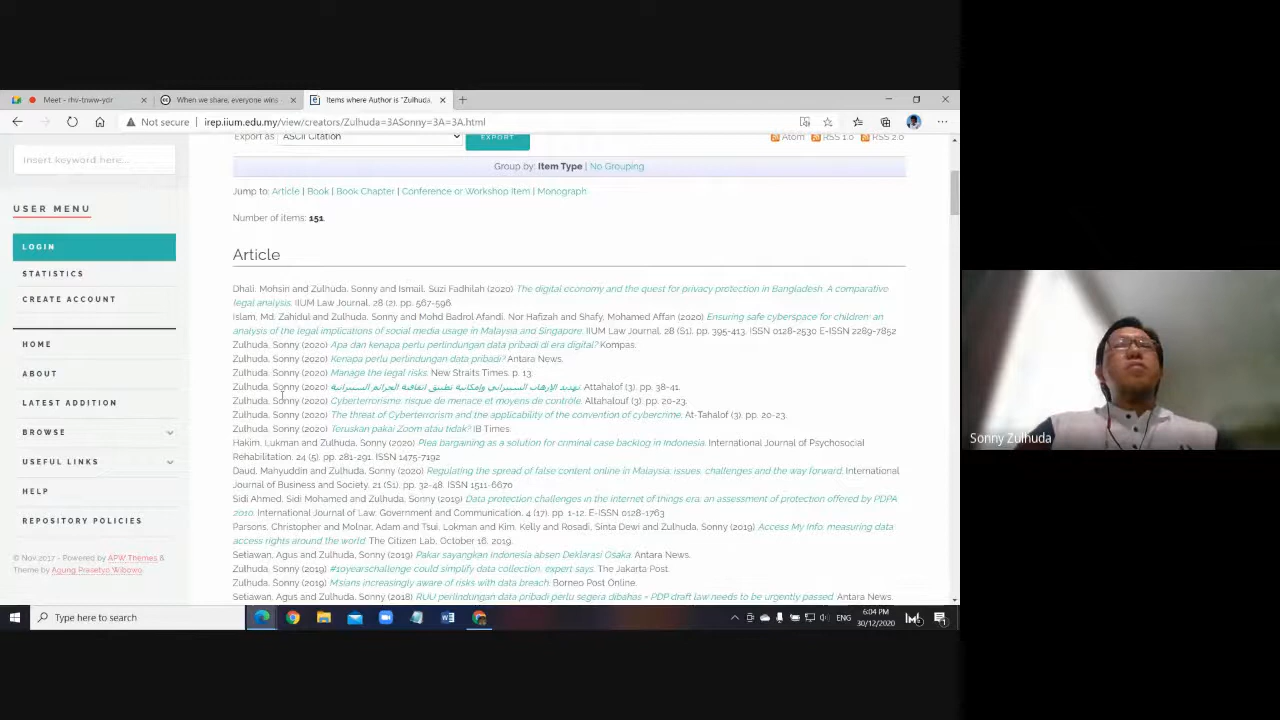 Meet - rhv-tnww-ydr
When we share, everyone wins
Items where Author is "Zulhuda,
Not secure
irep.iium.edu.my/view/creators/Zulhuda=3ASonny=3A=3A.html
Insert keyword here...
USER MENU
LOGIN
STATISTICS
CREATE ACCOUNT
HOME
ABOUT
LATEST ADDITION
BROWSE
USEFUL LINKS
HELP
REPOSITORY POLICIES
© Nov 2017 - Powered by APW Themes &
Theme by Agung Prasetyo Wibowo.
Export as ASCII Citation EXPORT
Atom RSS 1.0 RSS 2.0
Group by: Item Type | No Grouping
Jump to: Article | Book | Book Chapter | Conference or Workshop Item | Monograph
Number of items: 151.
Article
Dhali, Mohsin and Zulhuda, Sonny and Ismail, Suzi Fadhilah (2020) The digital economy and the quest for privacy protection in Bangladesh. A comparative
legal analysis. IIUM Law Journal, 28 (2). pp. 567-596.
Islam, Md. Zahidul and Zulhuda, Sonny and Mohd Badrol Afandi, Nor Hafizah and Shafy, Mohamed Affan (2020) Ensuring safe cyberspace for children: an
analysis of the legal implications of social media usage in Malaysia and Singapore. IIUM Law Journal, 28 (S1). pp. 395-413. ISSN 0128-2530 E-ISSN 2289-7852
Zulhuda, Sonny (2020) Apa dan kenapa perlu perlindungan data pribadi di era digital? Kompas.
Zulhuda, Sonny (2020) Kenapa perlu perlindungan data pribadi? Antara News.
Zulhuda, Sonny (2020) Manage the legal risks. New Straits Times. p. 13.
Zulhuda, Sonny (2020) تهديد الإرهاب السيبراني وإمكانية تطبيق اتفاقية الجرائم السيبرانية. Attahalof (3). pp. 38-41.
Zulhuda, Sonny (2020) Cyberterrorisme: risque de menace et moyens de contrôle. Altahalouf (3). pp. 20-23.
Zulhuda, Sonny (2020) The threat of Cyberterrorism and the applicability of the convention of cybercrime. At-Tahalof (3). pp. 20-23.
Zulhuda, Sonny (2020) Teruskan pakai Zoom atau tidak? IB Times.
Hakim, Lukman and Zulhuda, Sonny (2020) Plea bargaining as a solution for criminal case backlog in Indonesia. International Journal of Psychosocial
Rehabilitation, 24 (5). pp. 281-291. ISSN 1475-7192
Daud, Mahyuddin and Zulhuda, Sonny (2020) Regulating the spread of false content online in Malaysia: issues, challenges and the way forward. International
Journal of Business and Society, 21 (S1). pp. 32-48. ISSN 1511-6670
Sidi Ahmed, Sidi Mohamed and Zulhuda, Sonny (2019) Data protection challenges in the internet of things era: an assessment of protection offered by PDPA
2010. International Journal of Law, Government and Communication, 4 (17). pp. 1-12. E-ISSN 0128-1763
Parsons, Christopher and Molnar, Adam and Tsui, Lokman and Kim, Kelly and Rosadi, Sinta Dewi and Zulhuda, Sonny (2019) Access My Info: measuring data
access rights around the world. The Citizen Lab, October 16, 2019.
Setiawan, Agus and Zulhuda, Sonny (2019) Pakar sayangkan Indonesia absen Deklarasi Osaka. Antara News.
Zulhuda, Sonny (2019) #10yearschallenge could simplify data collection, expert says. The Jakarta Post.
Zulhuda, Sonny (2019) M'sians increasingly aware of risks with data breach. Borneo Post Online.
Setiawan, Agus and Zulhuda, Sonny (2018) RUU perlindungan data pribadi perlu segera dibahas = PDP draft law needs to be urgently passed. Antara News.
Sonny Zulhuda
Type here to search
ENG
6:04 PM
30/12/2020